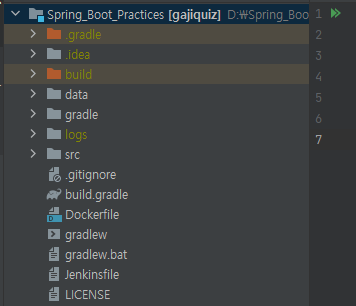 Spring_Boot_Practices [gajiquiz] D:₩Spring_Boo
.gradle
.idea
build
data
gradle
logs
src
.gitignore
build.gradle
Dockerfile
gradlew
gradlew.bat
Jenkinsfile
LICENSE
1
2
3
4
5
6
7